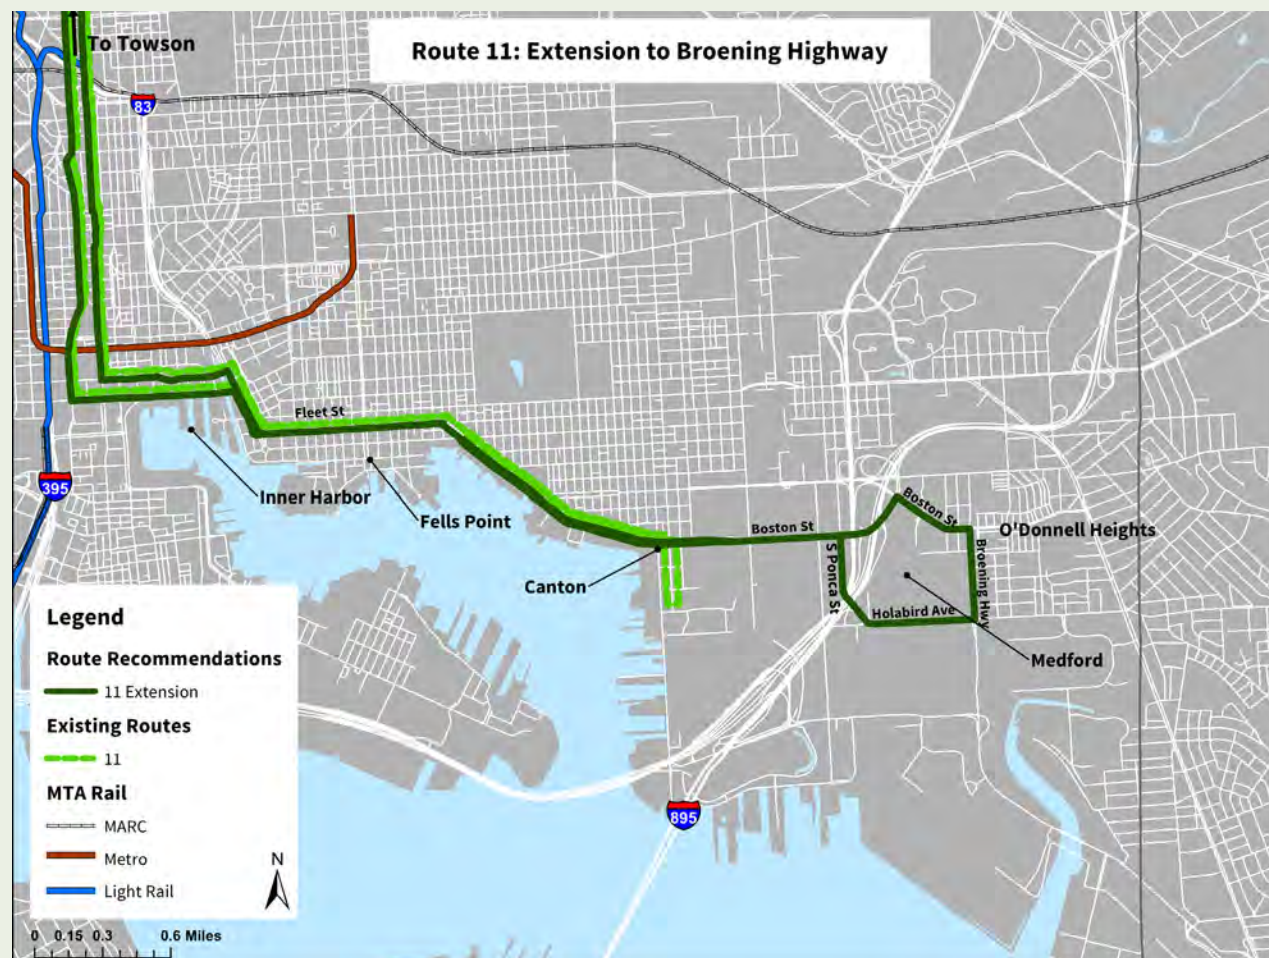 To Towson
Route 11: Extension to Broening Highway
83
Fleet St
395
Inner Harbor
Fells Point
Boston St
Boston St
O'Donnell Heights
Canton
S Ponca St
Broening Hwy
Holabird Ave
Medford
895
Legend
Route Recommendations
11 Extension
Existing Routes
11
MTA Rail
MARC
Metro
Light Rail
N
0 0.15 0.3 0.6 Miles